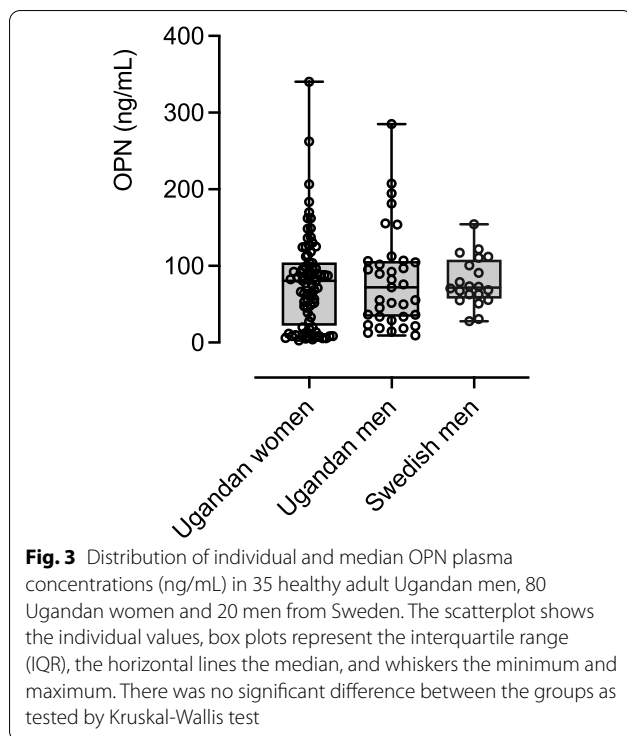 400
300
200
100
0
OPN (ng/mL)
Ugandan women
Ugandan men
Swedish men
Fig. 3 Distribution of individual and median OPN plasma
concentrations (ng/mL) in 35 healthy adult Ugandan men, 80
Ugandan women and 20 men from Sweden. The scatterplot shows
the individual values, box plots represent the interquartile range
(IQR), the horizontal lines the median, and whiskers the minimum and
maximum. There was no significant difference between the groups as
tested by Kruskal-Wallis test